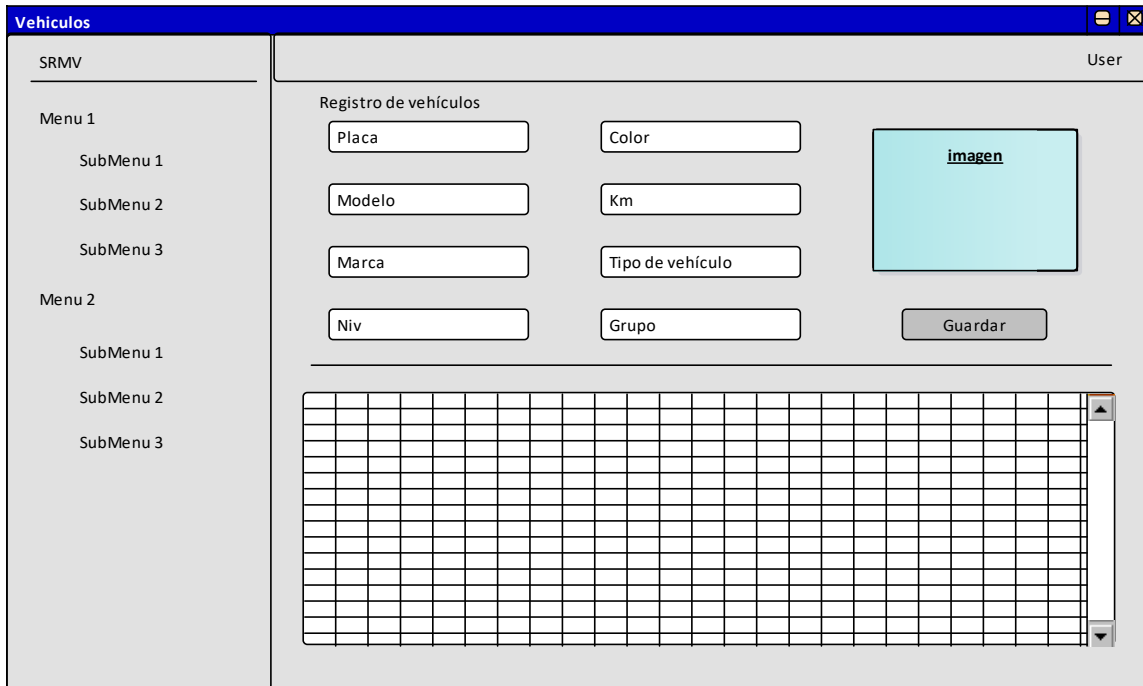 Vehiculos
SRMV
User
Menu 1
SubMenu 1
SubMenu 2
SubMenu 3
Menu 2
SubMenu 1
SubMenu 2
SubMenu 3
Registro de vehículos
Placa
Color
imagen
Modelo
Km
Marca
Tipo de vehículo
Niv
Grupo
Guardar